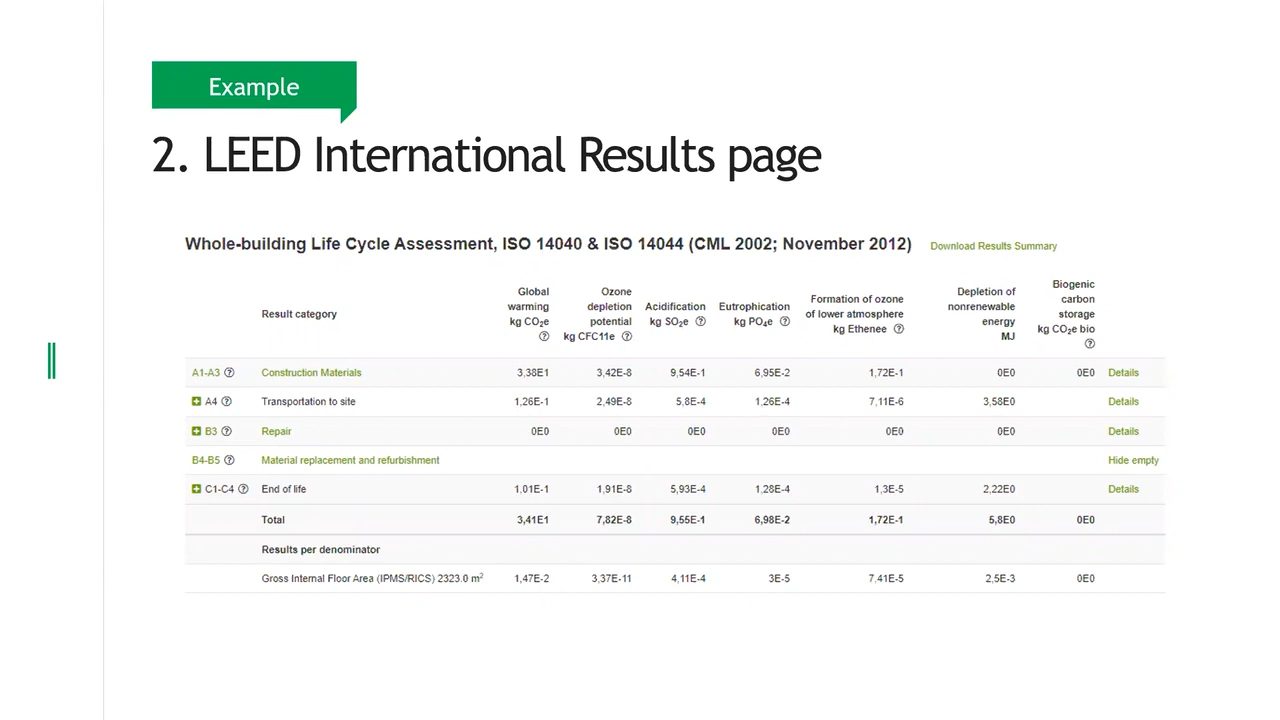 Example
2. LEED International Results page
Whole-building Life Cycle Assessment, ISO 14040 & ISO 14044 (CML 2002; November 2012) Download Results Summary
Result category
Global
warming
kg CO2e
Ozone
depletion
potential
kg CFC11e
Acidification
kg SO2e
Eutrophication
kg PO4e
Formation of ozone
of lower atmosphere
kg Ethenee
Depletion of
nonrenewable
energy
MJ
Biogenic
carbon
storage
kg CO2e bio
A1-A3 Construction Materials 3,38E1 3,42E-8 9,54E-1 6,95E-2 1,72E-1 0E0 0E0 Details
A4 Transportation to site 1,26E-1 2,49E-8 5,8E-4 1,26E-4 7,11E-6 3,58E0 Details
B3 Repair 0E0 0E0 0E0 0E0 0E0 0E0 Details
B4-B5 Material replacement and refurbishment Hide empty
C1-C4 End of life 1,01E-1 1,91E-8 5,93E-4 1,28E-4 1,3E-5 2,22E0 Details
Total 3,41E1 7,82E-8 9,55E-1 6,98E-2 1,72E-1 5,8E0 0E0
Results per denominator
Gross Internal Floor Area (IPMS/RICS) 2323.0 m² 1,47E-2 3,37E-11 4,11E-4 3E-5 7,41E-5 2,5E-3 0E0